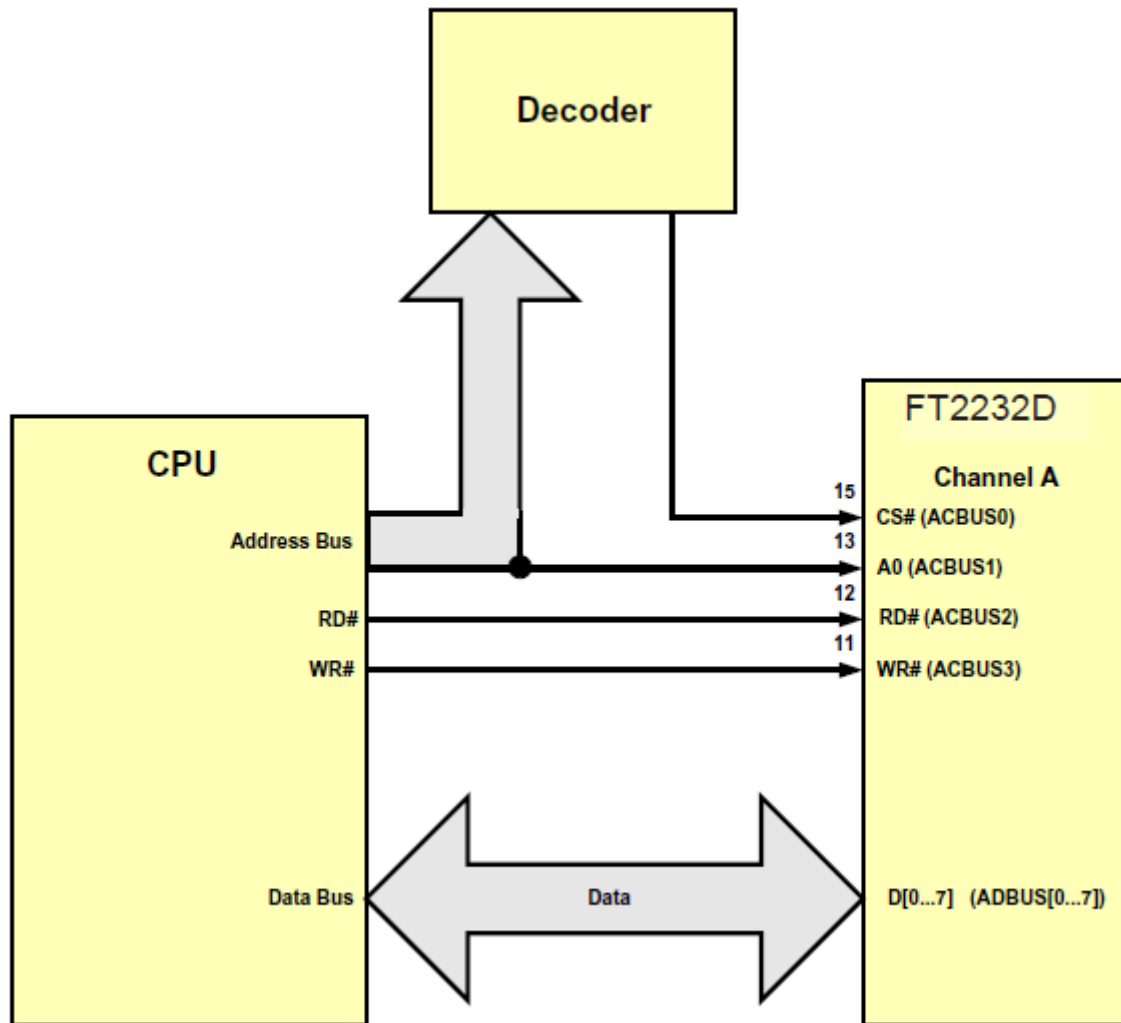 Decoder
CPU
Address Bus
RD#
WR#
Data Bus
Data
FT2232D
Channel A
15
CS# (ACBUS0)
13
A0 (ACBUS1)
12
RD# (ACBUS2)
11
WR# (ACBUS3)
D[0...7] (ADBUS[0...7])